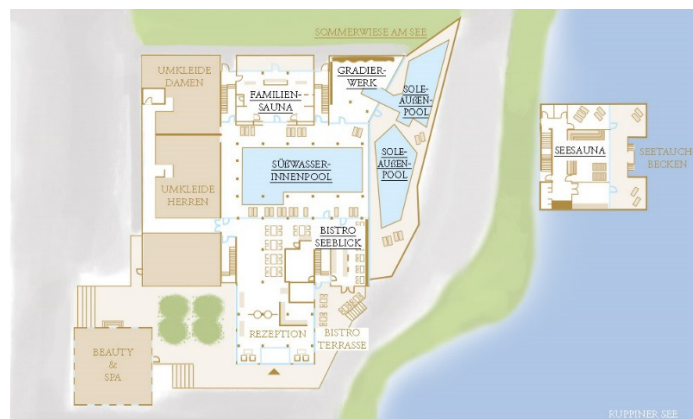 SOMMERWIESE AM SEE
UMKLEIDE
DAMEN
FAMILIEN-
SAUNA
GRADIER-
WERK
SOLE-
AUßEN-
POOL
SOLE-
AUßEN-
POOL
SÜßWASSER-
INNENPOOL
UMKLEIDE
HERREN
SEESAUNA
SEETAUCH
BECKEN
BISTRO
SEEBLICK
REZEPTION
BISTRO
TERRASSE
BEAUTY
&
SPA
RUPPINER SEE